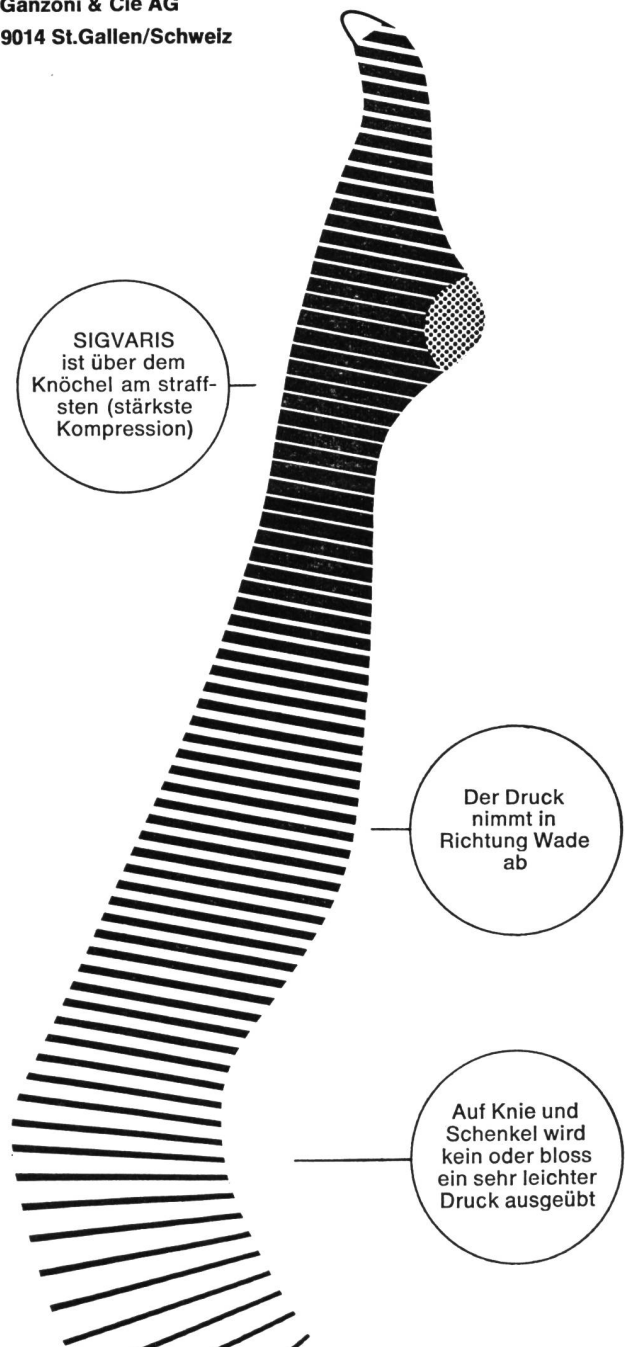 Ganzoni & Cie AG
9014 St.Gallen/Schweiz
SIGVARIS
ist über dem
Knöchel am straff-
sten (stärkste
Kompression)
Der Druck
nimmt in
Richtung Wade
ab
Auf Knie und
Schenkel wird
kein oder bloss
ein sehr leichter
Druck ausgeübt